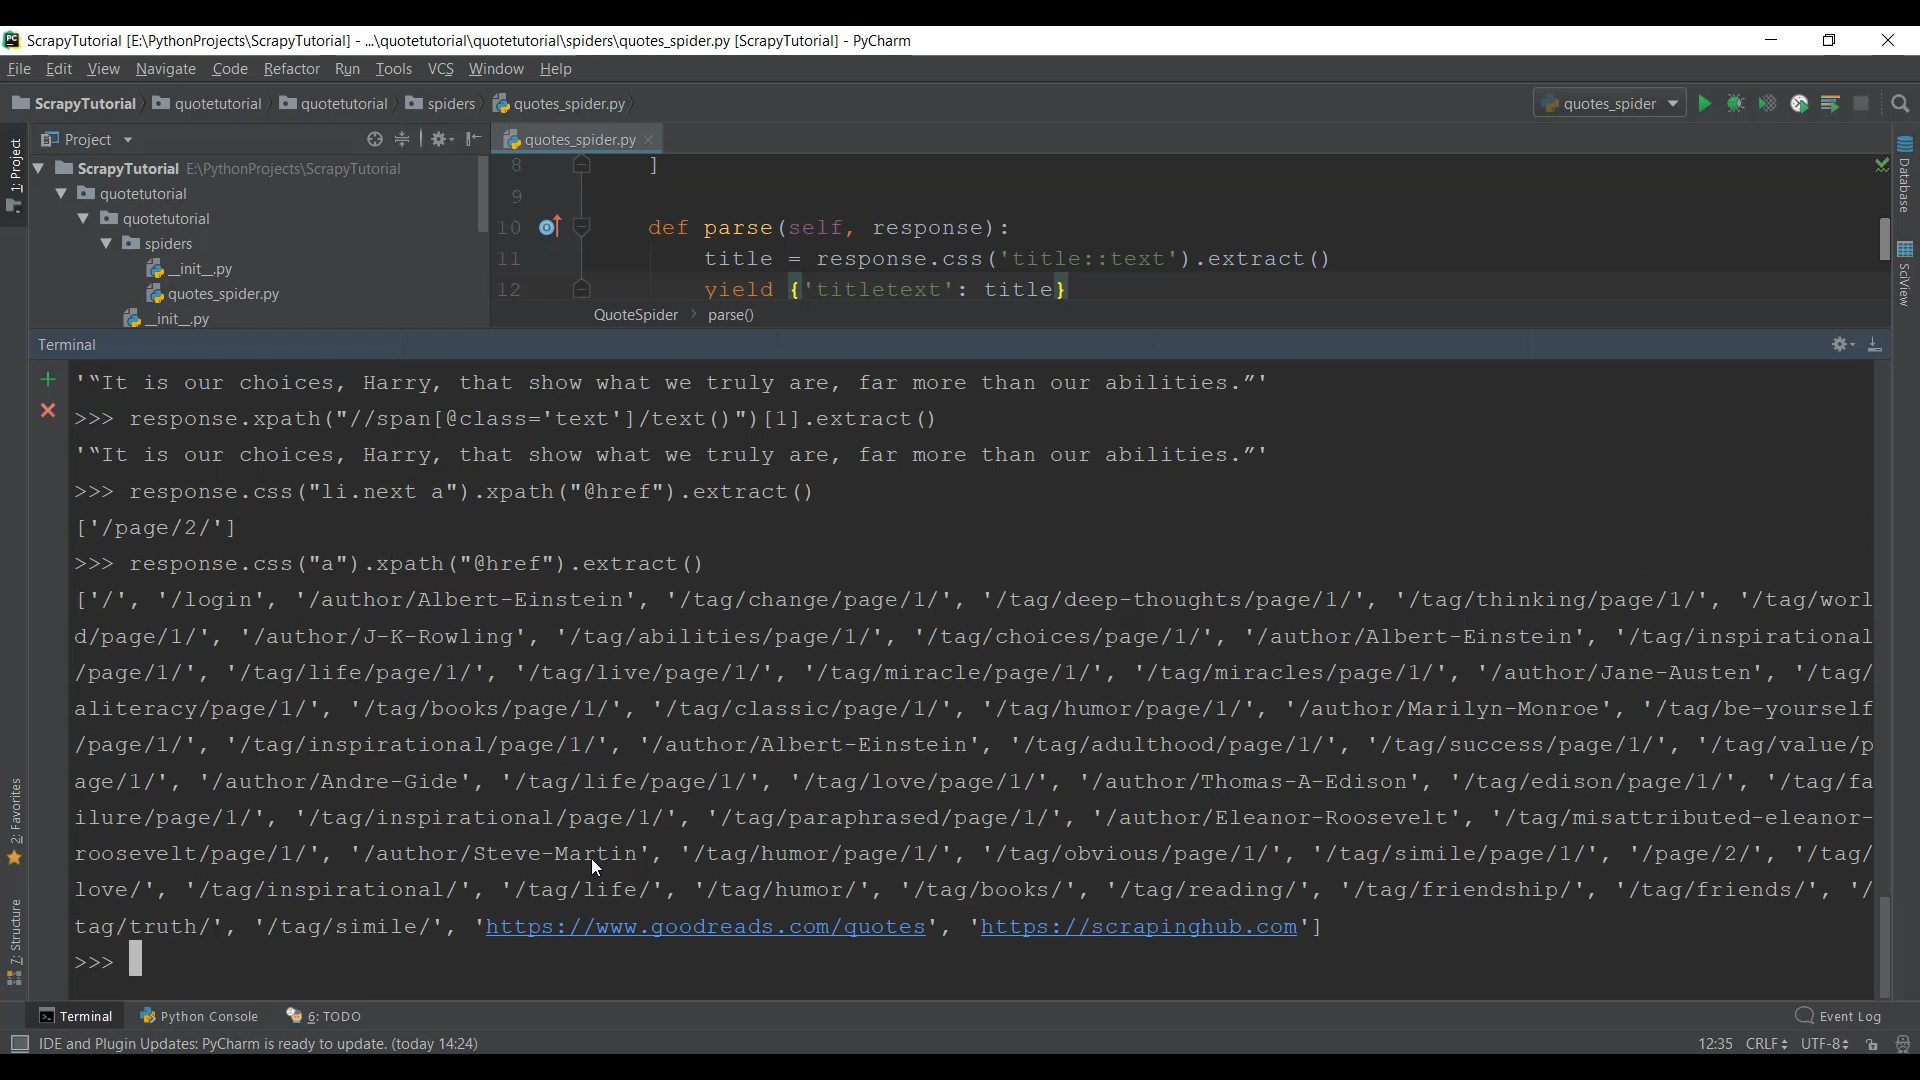 ScrapyTutorial [E:\PythonProjects\ScrapyTutorial] - ...\quotetutorial\quotetutorial\spiders\quotes_spider.py [ScrapyTutorial] - PyCharm
File Edit View Navigate Code Refactor Run Tools VCS Window Help
ScrapyTutorial quotetutorial quotetutorial spiders quotes_spider.py quotes_spider
Project quotes_spider.py
1: Project
ScrapyTutorial E:\PythonProjects\ScrapyTutorial
quotetutorial
quotetutorial
spiders
__init__.py
quotes_spider.py
__init__.py
8 ]
9
10 def parse(self, response):
11 title = response.css('title::text').extract()
12 yield {'titletext': title}
QuoteSpider parse()
Database
SciView
Terminal
'“It is our choices, Harry, that show what we truly are, far more than our abilities.”'
>>> response.xpath("//span[@class='text']/text()")[1].extract()
'“It is our choices, Harry, that show what we truly are, far more than our abilities.”'
>>> response.css("li.next a").xpath("@href").extract()
['/page/2/']
>>> response.css("a").xpath("@href").extract()
['/', '/login', '/author/Albert-Einstein', '/tag/change/page/1/', '/tag/deep-thoughts/page/1/', '/tag/thinking/page/1/', '/tag/worl
d/page/1/', '/author/J-K-Rowling', '/tag/abilities/page/1/', '/tag/choices/page/1/', '/author/Albert-Einstein', '/tag/inspirational
/page/1/', '/tag/life/page/1/', '/tag/live/page/1/', '/tag/miracle/page/1/', '/tag/miracles/page/1/', '/author/Jane-Austen', '/tag/
aliteracy/page/1/', '/tag/books/page/1/', '/tag/classic/page/1/', '/tag/humor/page/1/', '/author/Marilyn-Monroe', '/tag/be-yourself
/page/1/', '/tag/inspirational/page/1/', '/author/Albert-Einstein', '/tag/adulthood/page/1/', '/tag/success/page/1/', '/tag/value/p
age/1/', '/author/Andre-Gide', '/tag/life/page/1/', '/tag/love/page/1/', '/author/Thomas-A-Edison', '/tag/edison/page/1/', '/tag/fa
ilure/page/1/', '/tag/inspirational/page/1/', '/tag/paraphrased/page/1/', '/author/Eleanor-Roosevelt', '/tag/misattributed-eleanor-
roosevelt/page/1/', '/author/Steve-Martin', '/tag/humor/page/1/', '/tag/obvious/page/1/', '/tag/simile/page/1/', '/page/2/', '/tag/
love/', '/tag/inspirational/', '/tag/life/', '/tag/humor/', '/tag/books/', '/tag/reading/', '/tag/friendship/', '/tag/friends/', '/
tag/truth/', '/tag/simile/', 'https://www.goodreads.com/quotes', 'https://scrapinghub.com']
>>>
2: Favorites
7: Structure
Terminal Python Console 6: TODO Event Log
IDE and Plugin Updates: PyCharm is ready to update. (today 14:24) 12:35 CRLF UTF-8